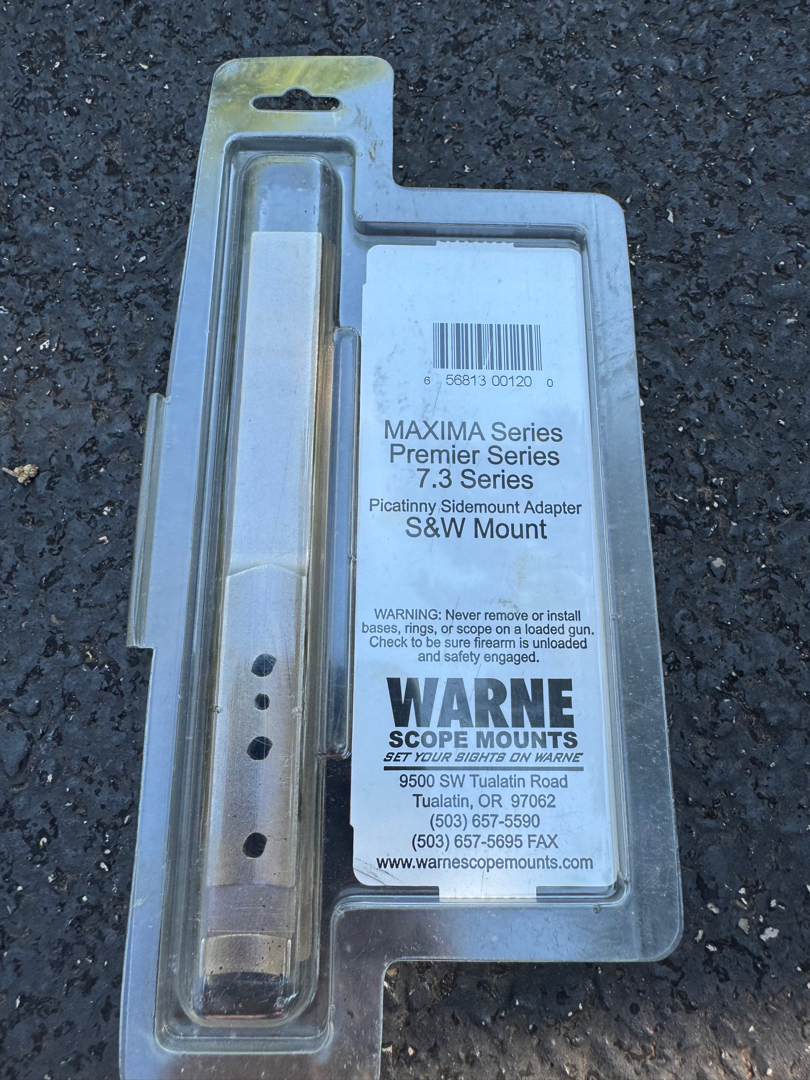 6 56813 00120 0
MAXIMA Series
Premier Series
7.3 Series
Picatinny Sidemount Adapter
S&W Mount
WARNING: Never remove or install
bases, rings, or scope on a loaded gun.
Check to be sure firearm is unloaded
and safety engaged.
WARNE
SCOPE MOUNTS
SET YOUR SIGHTS ON WARNE
9500 SW Tualatin Road
Tualatin, OR 97062
(503) 657-5590
(503) 657-5695 FAX
www.warnescopemounts.com